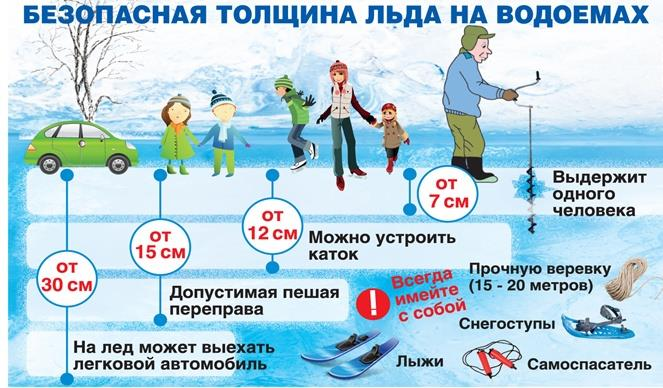 БЕЗОПАСНАЯ ТОЛЩИНА ЛЬДА НА ВОДОЕМАХ
от
7 см
Выдержит
одного
человека
от
12 см
Можно устроить
каток
от
15 см
Допустимая пешая
переправа
от
30 см
На лед может выехать
легковой автомобиль
!
Всегда
имейте
с собой
Прочную веревку
(15 - 20 метров)
Снегоступы
Лыжи
Самоспасатель